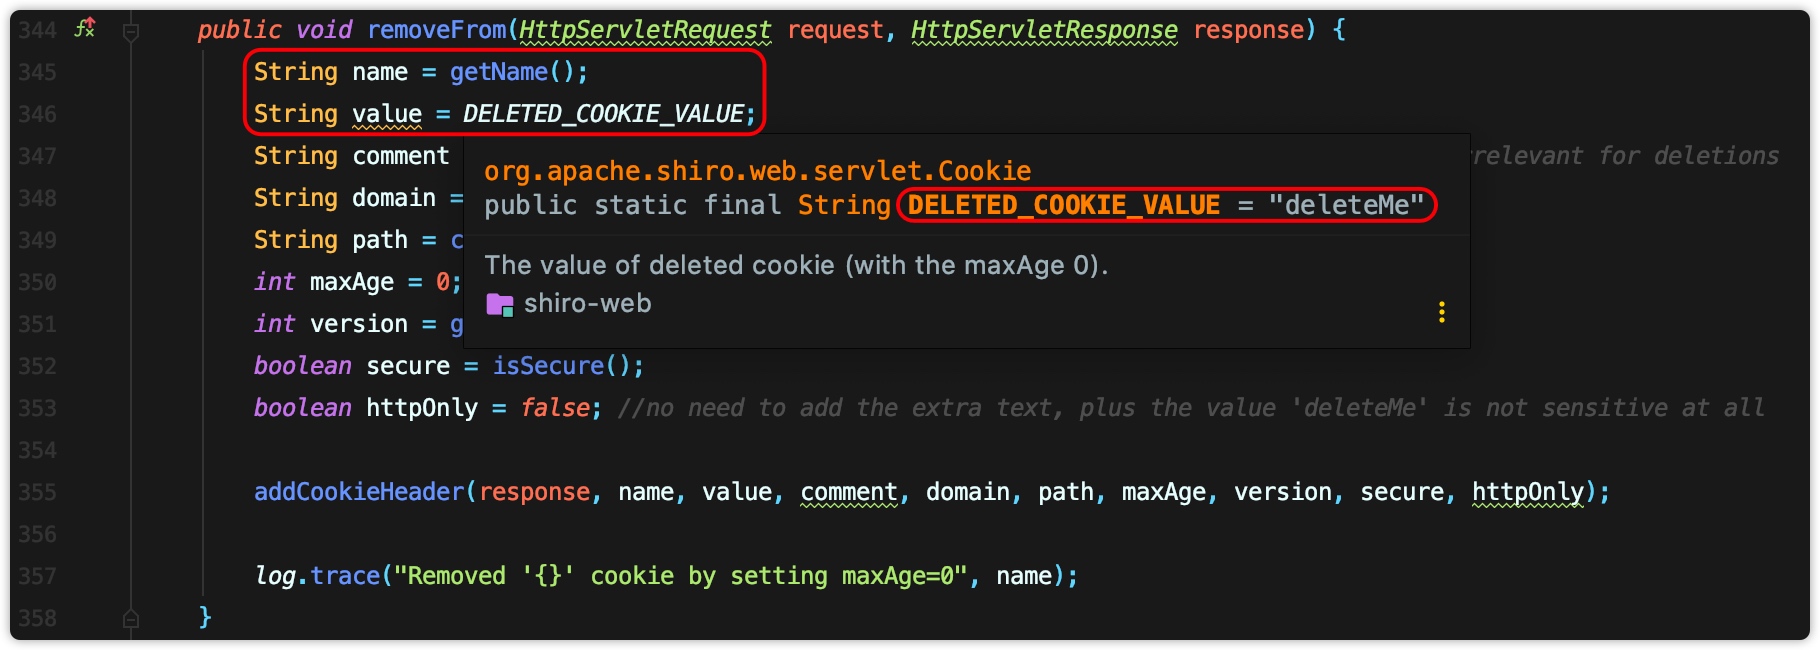 344 public void removeFrom(HttpServletRequest request, HttpServletResponse response) {
345 String name = getName();
346 String value = DELETED_COOKIE_VALUE;
347 String comment relevant for deletions
348 String domain =
349 String path = c
350 int maxAge = 0;
351 int version = g
org.apache.shiro.web.servlet.Cookie
public static final String DELETED_COOKIE_VALUE = "deleteMe"
The value of deleted cookie (with the maxAge 0).
shiro-web
352 boolean secure = isSecure();
353 boolean httpOnly = false; //no need to add the extra text, plus the value 'deleteMe' is not sensitive at all
354
355 addCookieHeader(response, name, value, comment, domain, path, maxAge, version, secure, httpOnly);
356
357 log.trace("Removed '{}' cookie by setting maxAge=0", name);
358 }